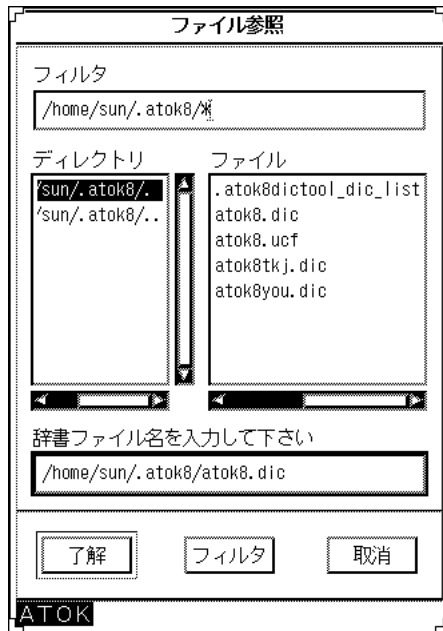 ファイル参照
フィルタ
/home/sun/.atok8/*
ディレクトリ
ファイル
/sun/.atok8/.
/sun/.atok8/..
.atok8dictool_dic_list
atok8.dic
atok8.ucf
atok8tkj.dic
atok8you.dic
辞書ファイル名を入力して下さい
/home/sun/.atok8/atok8.dic
了解
フィルタ
取消
ATOK